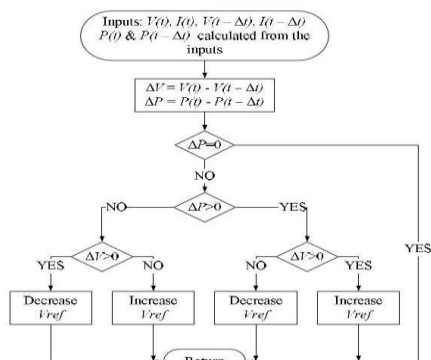 Inputs: V(t), I(t), V(t – Δt), I(t – Δt)
P(t) & P(t – Δt) calculated from the
inputs
ΔV = V(t) - V(t – Δt)
ΔP = P(t) - P(t – Δt)
ΔP=0
NO
NO
ΔP>0
YES
YES
ΔV>0
ΔV>0
YES
NO
NO
YES
Decrease
Vref
Increase
Vref
Decrease
Vref
Increase
Vref
Return